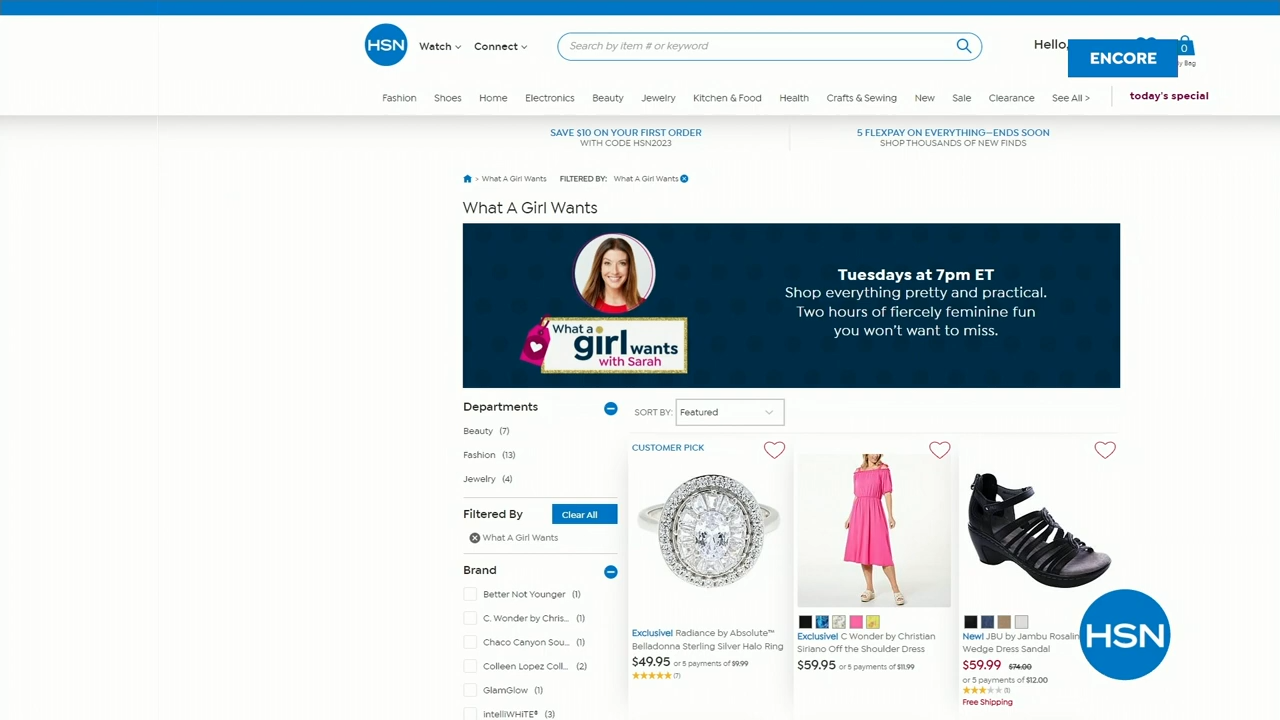 HSN
Watch
Connect
Search by item # or keyword
Hello,
ENCORE
0
Bag
Fashion
Shoes
Home
Electronics
Beauty
Jewelry
Kitchen & Food
Health
Crafts & Sewing
New
Sale
Clearance
See All >
today's special
SAVE $10 ON YOUR FIRST ORDER
WITH CODE HSN2023
5 FLEXPAY ON EVERYTHING—ENDS SOON
SHOP THOUSANDS OF NEW FINDS
> What A Girl Wants FILTERED BY: What A Girl Wants
What A Girl Wants
What a
girl wants
with Sarah
Tuesdays at 7pm ET
Shop everything pretty and practical.
Two hours of fiercely feminine fun
you won't want to miss.
Departments
Beauty (7)
Fashion (13)
Jewelry (4)
Filtered By
Clear All
What A Girl Wants
Brand
Better Not Younger (1)
C. Wonder by Chris... (1)
Chaco Canyon Sou... (1)
Colleen Lopez Coll... (2)
GlamGlow (1)
intelliWHiTE® (3)
SORT BY: Featured
CUSTOMER PICK
Exclusive! Radiance by Absolute™
Belladonna Sterling Silver Halo Ring
$49.95 or 5 payments of $9.99
(7)
Exclusive! C Wonder by Christian
Siriano Off the Shoulder Dress
$59.95 or 5 payments of $11.99
New! JBU by Jambu Rosalin
Wedge Dress Sandal
$59.99 $74.00
or 5 payments of $12.00
(1)
Free Shipping
HSN